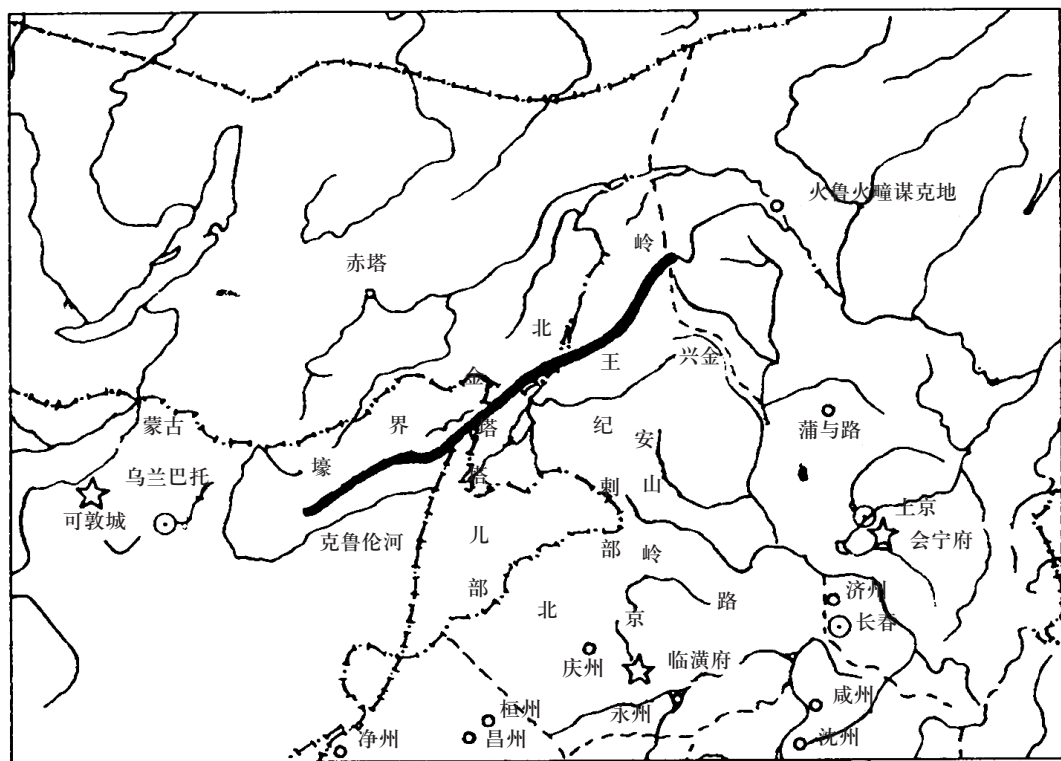 火鲁火疃谋克地
岭
赤塔
北
王
兴金
金
界
塔
纪
安
蒲与路
蒙古
壕
塔
剌
山
乌兰巴托
可敦城
克鲁伦河
儿
部
岭
上京
会宁府
部
北
京
路
济州
长春
庆州
临潢府
永州
咸州
桓州
昌州
净州
沈州